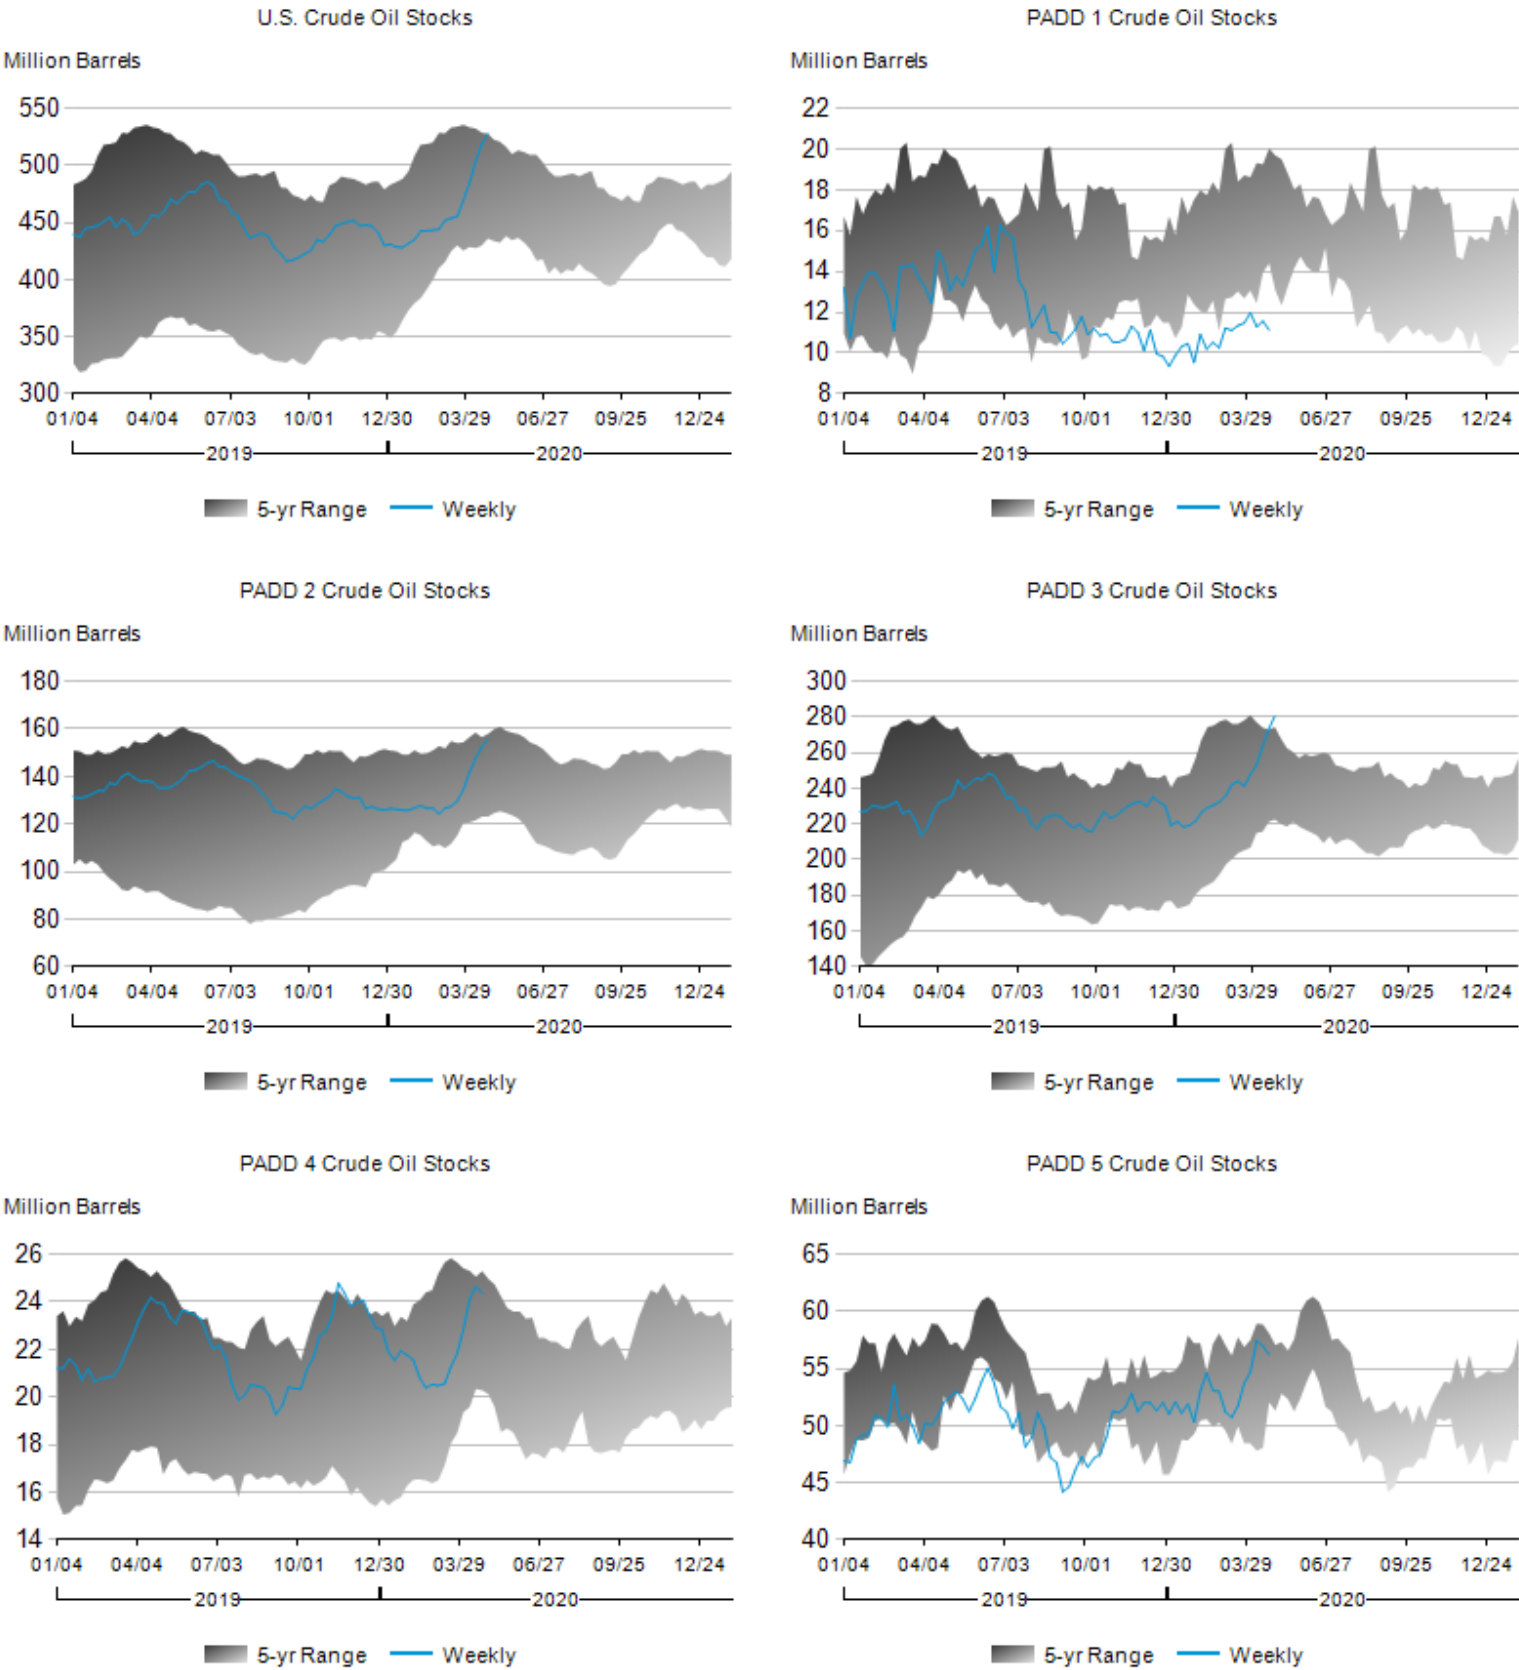 U.S. Crude Oil Stocks
Million Barrels
550
500
450
400
350
300
01/04 04/04 07/03 10/01 12/30 03/29 06/27 09/25 12/24
2019 2020
5-yr Range Weekly
PADD 1 Crude Oil Stocks
Million Barrels
22
20
18
16
14
12
10
8
01/04 04/04 07/03 10/01 12/30 03/29 06/27 09/25 12/24
2019 2020
5-yr Range Weekly
PADD 2 Crude Oil Stocks
Million Barrels
180
160
140
120
100
80
60
01/04 04/04 07/03 10/01 12/30 03/29 06/27 09/25 12/24
2019 2020
5-yr Range Weekly
PADD 3 Crude Oil Stocks
Million Barrels
300
280
260
240
220
200
180
160
140
01/04 04/04 07/03 10/01 12/30 03/29 06/27 09/25 12/24
2019 2020
5-yr Range Weekly
PADD 4 Crude Oil Stocks
Million Barrels
26
24
22
20
18
16
14
01/04 04/04 07/03 10/01 12/30 03/29 06/27 09/25 12/24
2019 2020
5-yr Range Weekly
PADD 5 Crude Oil Stocks
Million Barrels
65
60
55
50
45
40
01/04 04/04 07/03 10/01 12/30 03/29 06/27 09/25 12/24
2019 2020
5-yr Range Weekly